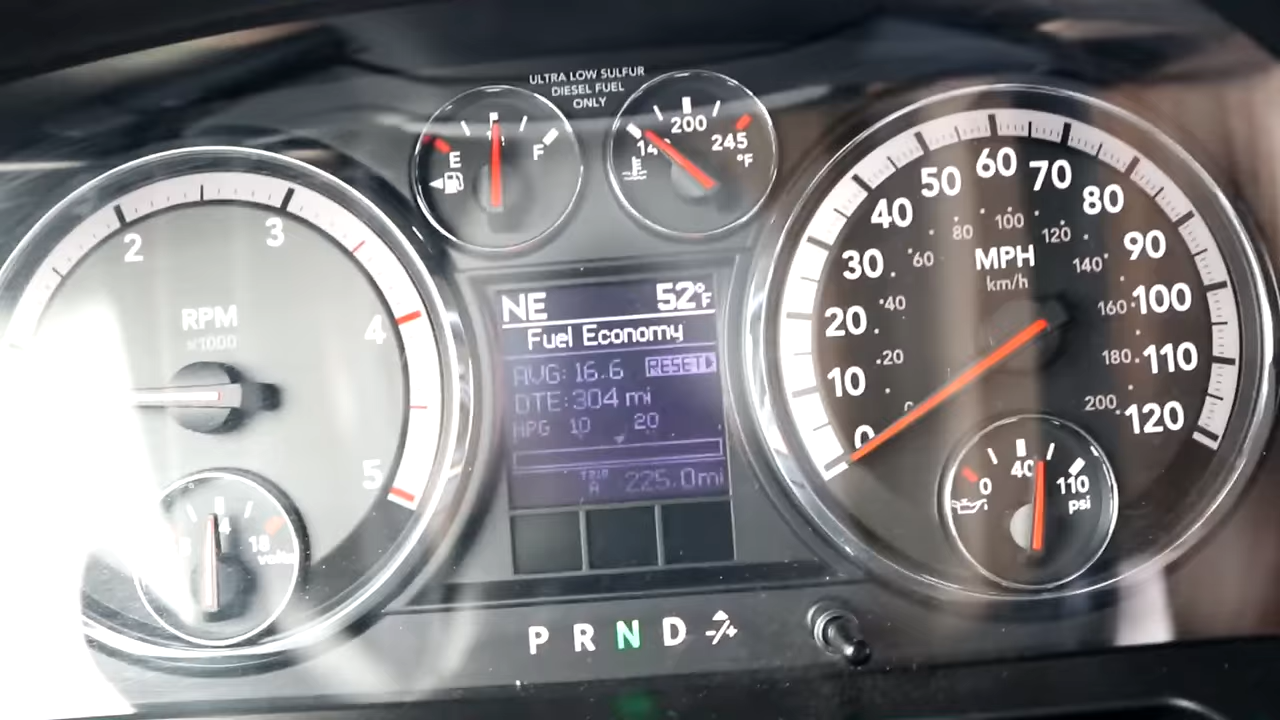 ULTRA LOW SULFUR
DIESEL FUEL
ONLY
E
F
200
245
°F
2
3
4
5
RPM
x1000
18
volts
NE
52°F
Fuel Economy
AVG: 16.6 RESET
DTE: 304 mi
MPG 10 20
TRIP
A
225.0mi
0
10
20
30
40
50
60
70
80
90
100
110
120
MPH
km/h
20
40
60
80
100
120
140
160
180
200
0
40
110
psi
P R N D -/+